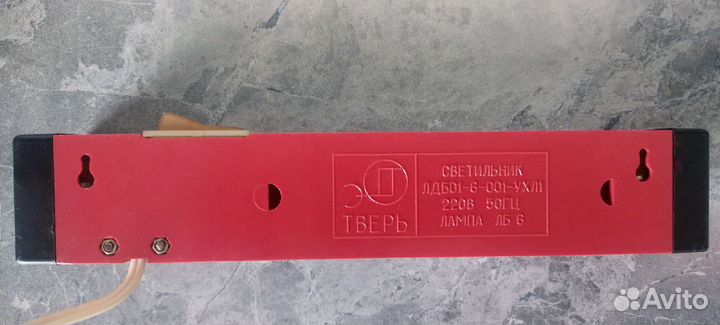 ТВЕРЬ
СВЕТИЛЬНИК
ЛДБ01-6-001-УХЛ1
220В 50ГЦ
ЛАМПА ЛБ 6
Avito